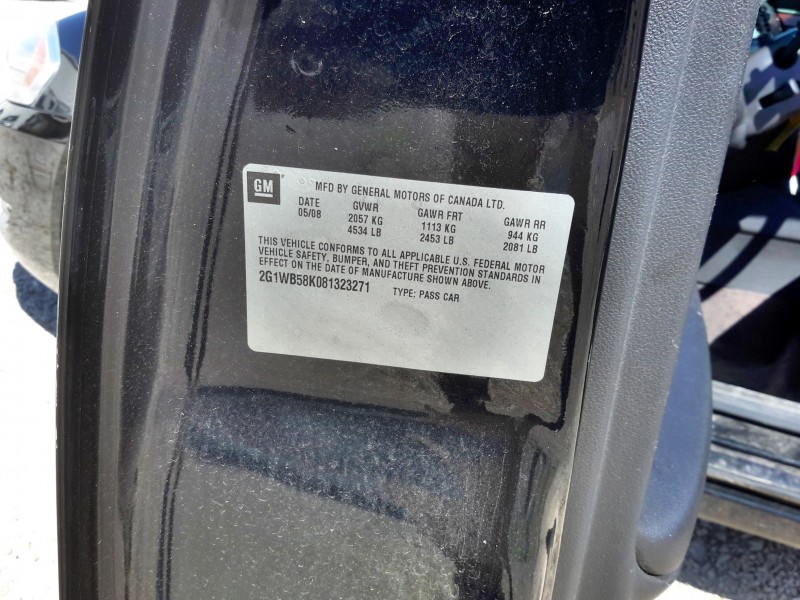 GM
MFD BY GENERAL MOTORS OF CANADA LTD.
DATE GVWR GAWR FRT GAWR RR
05/08 2057 KG 1113 KG 944 KG
4534 LB 2453 LB 2081 LB
THIS VEHICLE CONFORMS TO ALL APPLICABLE U.S. FEDERAL MOTOR
VEHICLE SAFETY, BUMPER, AND THEFT PREVENTION STANDARDS IN
EFFECT ON THE DATE OF MANUFACTURE SHOWN ABOVE.
2G1WB58K081323271 TYPE: PASS CAR